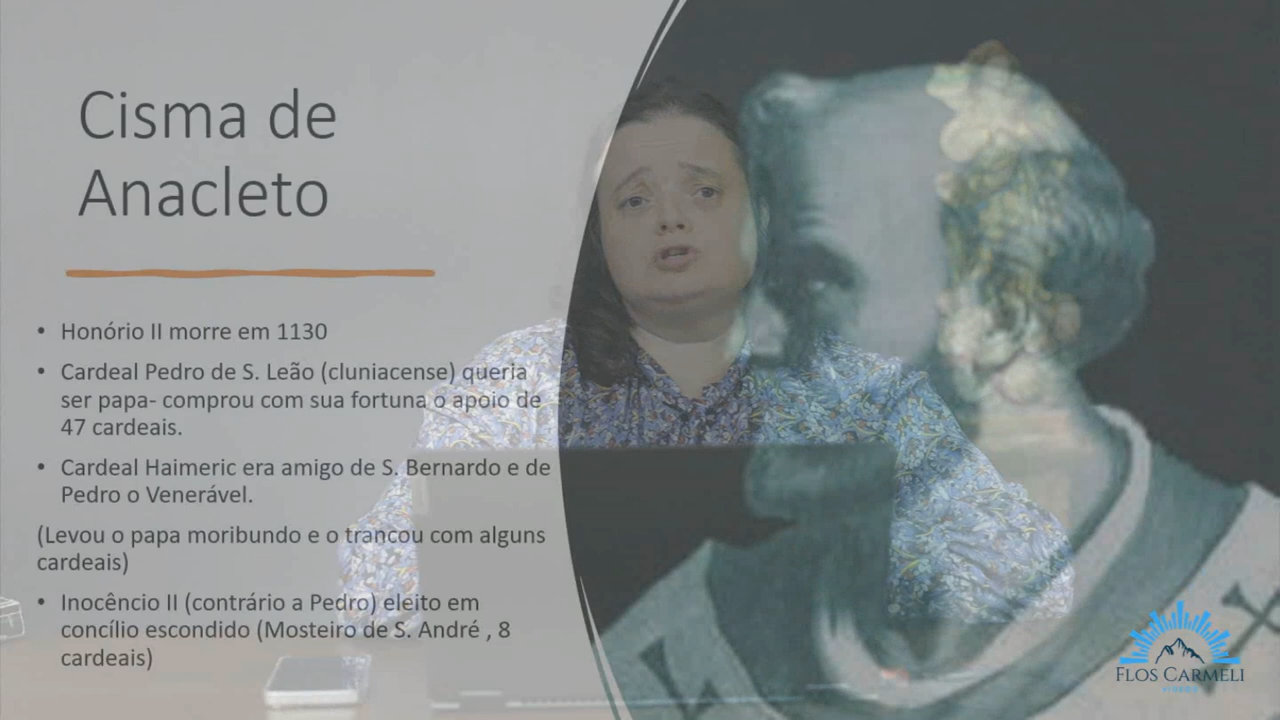 Cisma de
Anacleto
• Honório II morre em 1130
• Cardeal Pedro de S. Leão (cluniacense) queria
ser papa- comprou com sua fortuna o apoio de
47 cardeais.
• Cardeal Haimeric era amigo de S. Bernardo e de
Pedro o Venerável.
(Levou o papa moribundo e o trancou com alguns
cardeais)
• Inocêncio II (contrário a Pedro) eleito em
concílio escondido (Mosteiro de S. André , 8
cardeais)
FLOS CARMELI